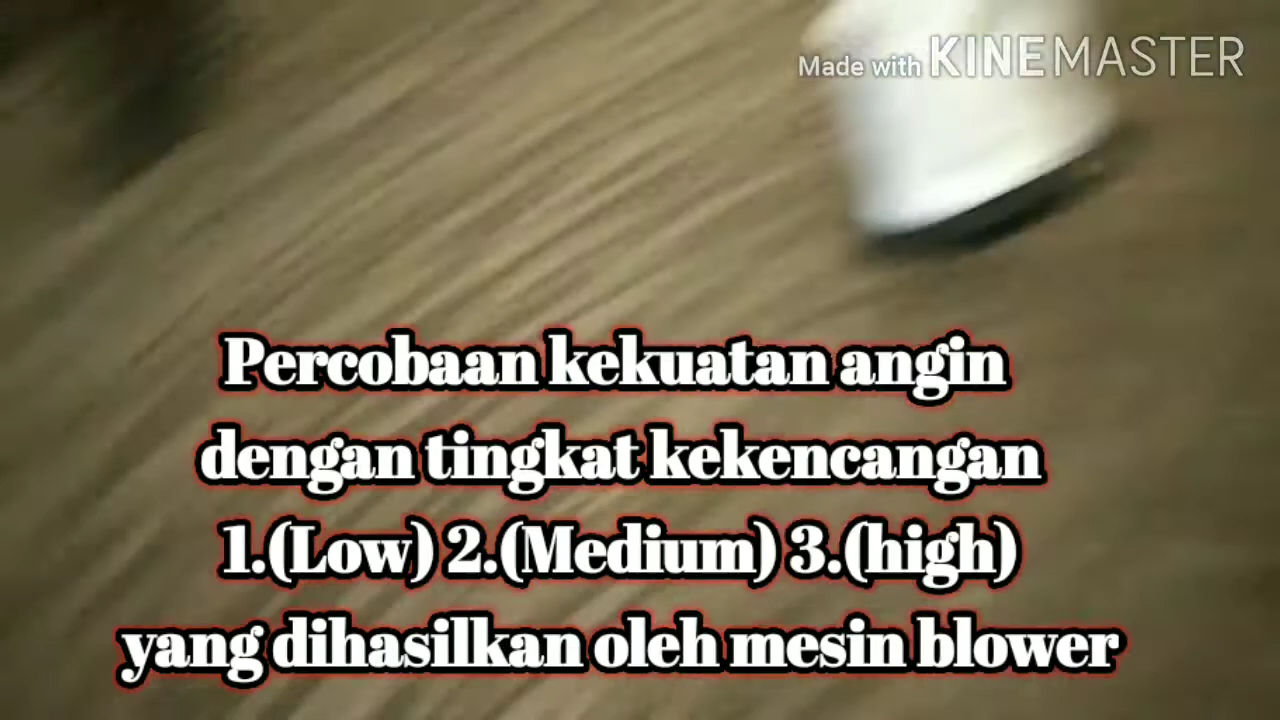 Made with KINEMASTER
Percobaan kekuatan angin
dengan tingkat kekencangan
1.(Low) 2.(Medium) 3.(high)
yang dihasilkan oleh mesin blower